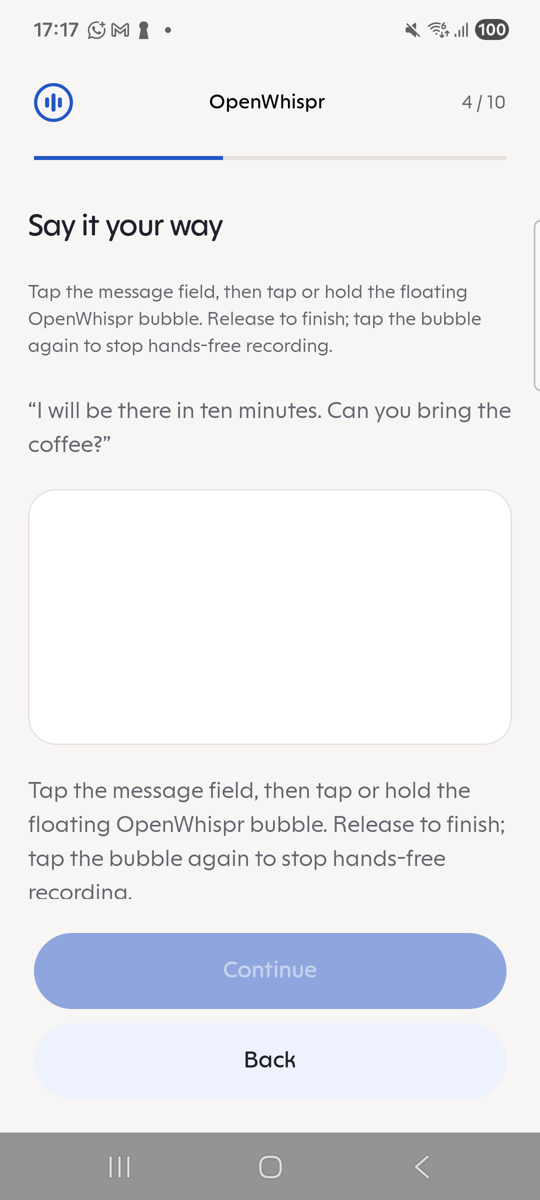 17:17
100
OpenWhispr
4 / 10
Say it your way
Tap the message field, then tap or hold the floating
OpenWhispr bubble. Release to finish; tap the bubble
again to stop hands-free recording.
“I will be there in ten minutes. Can you bring the
coffee?”
Tap the message field, then tap or hold the
floating OpenWhispr bubble. Release to finish;
tap the bubble again to stop hands-free
recording.
Continue
Back